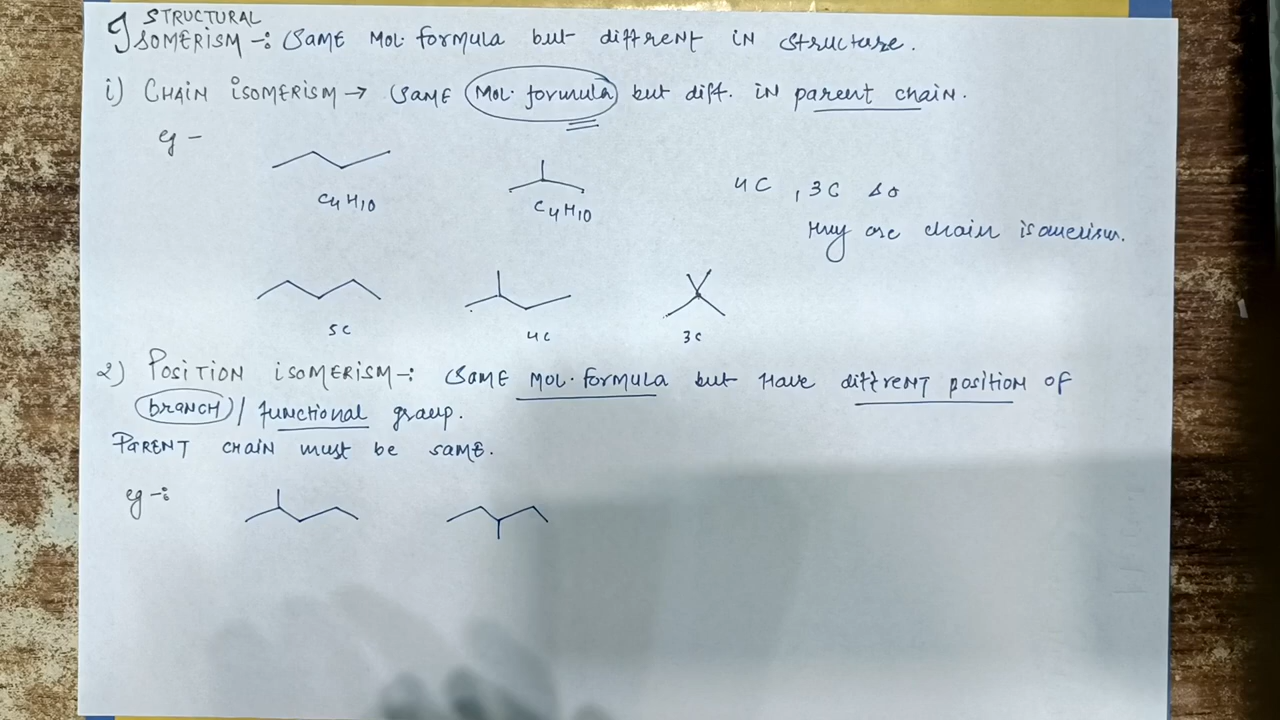 STRUCTURAL
ISOMERISM -: SAME MOL. formula but different IN structure.
i) CHAIN ISOMERISM → SAME MOL. formula but diff. IN parent chain.
eg -
C4H10
C4H10
4C , 3C so
they are chain isomerism.
5C
4C
3C
2) POSITION ISOMERISM -: SAME MOL. formula but HAVE different position of
brANCH / functional group.
PARENT CHAIN must be same.
eg -: